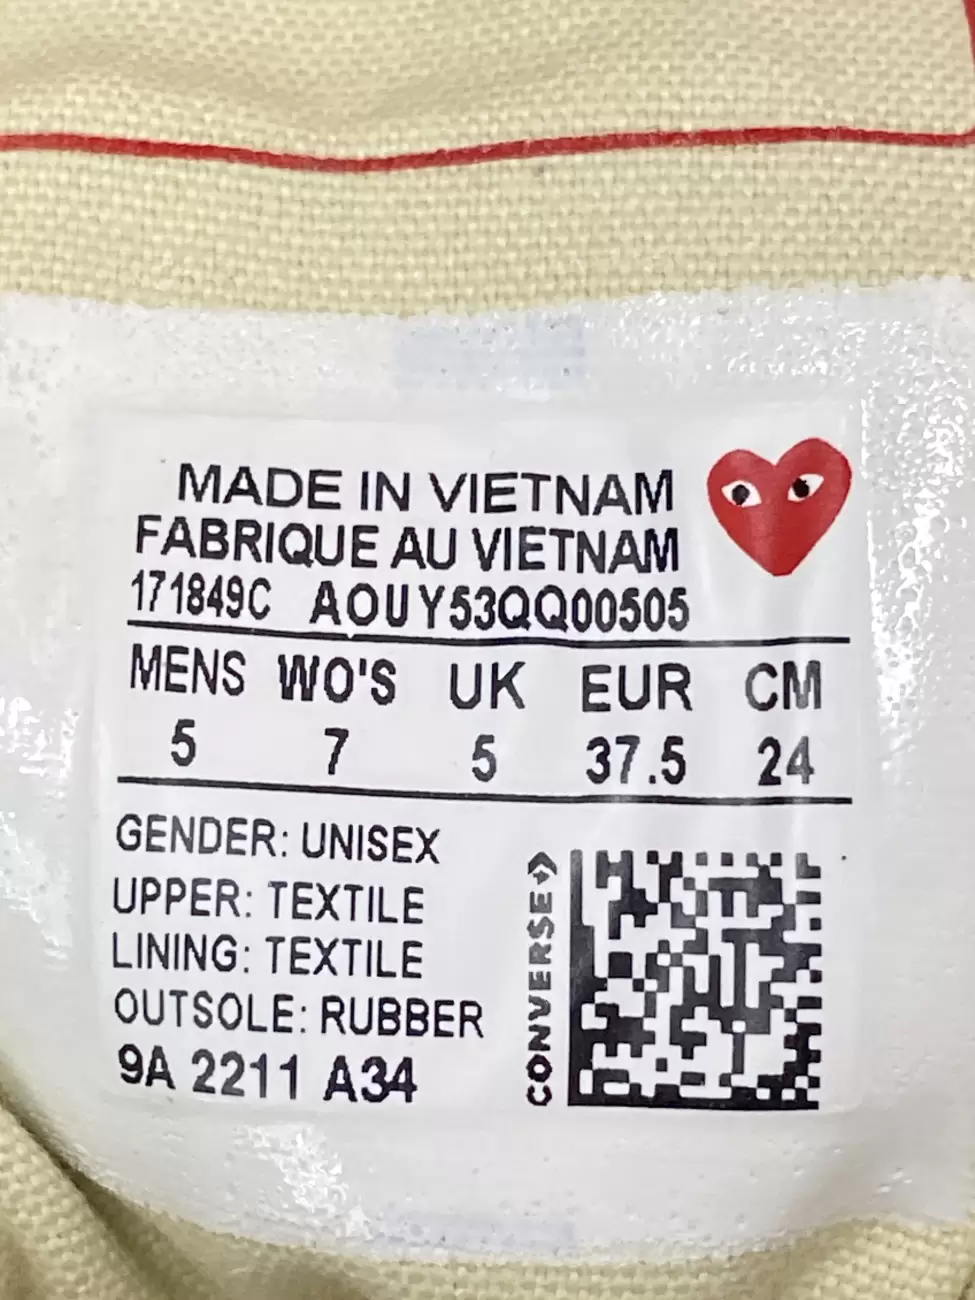 MADE IN VIETNAM
FABRIQUE AU VIETNAM
171849C AOUY53QQ00505
MENS WO'S UK EUR CM
5 7 5 37.5 24
GENDER: UNISEX
UPPER: TEXTILE
LINING: TEXTILE
OUTSOLE: RUBBER
9A 2211 A34
CONVERSE